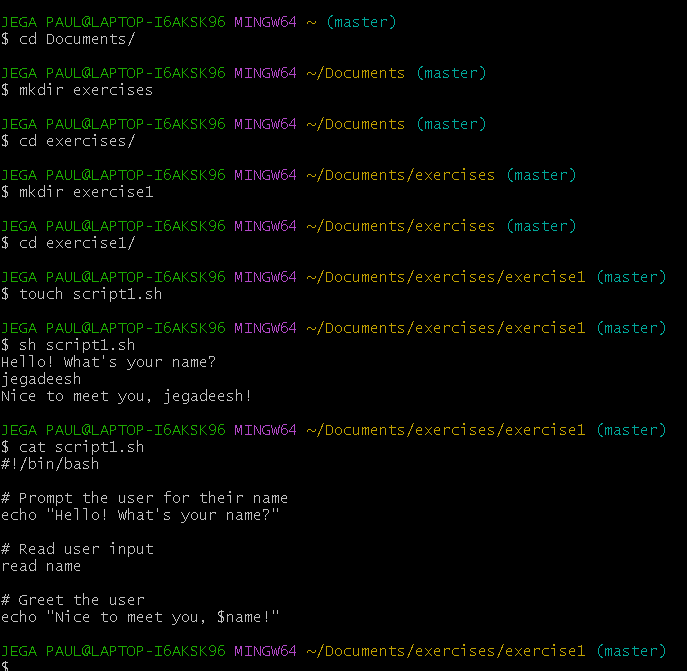 JEGA PAUL@LAPTOP-I6AKSK96 MINGW64 ~ (master)
$ cd Documents/
JEGA PAUL@LAPTOP-I6AKSK96 MINGW64 ~/Documents (master)
$ mkdir exercises
JEGA PAUL@LAPTOP-I6AKSK96 MINGW64 ~/Documents (master)
$ cd exercises/
JEGA PAUL@LAPTOP-I6AKSK96 MINGW64 ~/Documents/exercises (master)
$ mkdir exercise1
JEGA PAUL@LAPTOP-I6AKSK96 MINGW64 ~/Documents/exercises (master)
$ cd exercise1/
JEGA PAUL@LAPTOP-I6AKSK96 MINGW64 ~/Documents/exercises/exercise1 (master)
$ touch script1.sh
JEGA PAUL@LAPTOP-I6AKSK96 MINGW64 ~/Documents/exercises/exercise1 (master)
$ sh script1.sh
Hello! What's your name?
jegadeesh
Nice to meet you, jegadeesh!
JEGA PAUL@LAPTOP-I6AKSK96 MINGW64 ~/Documents/exercises/exercise1 (master)
$ cat script1.sh
#!/bin/bash
# Prompt the user for their name
echo "Hello! What's your name?"
# Read user input
read name
# Greet the user
echo "Nice to meet you, $name!"
JEGA PAUL@LAPTOP-I6AKSK96 MINGW64 ~/Documents/exercises/exercise1 (master)
$